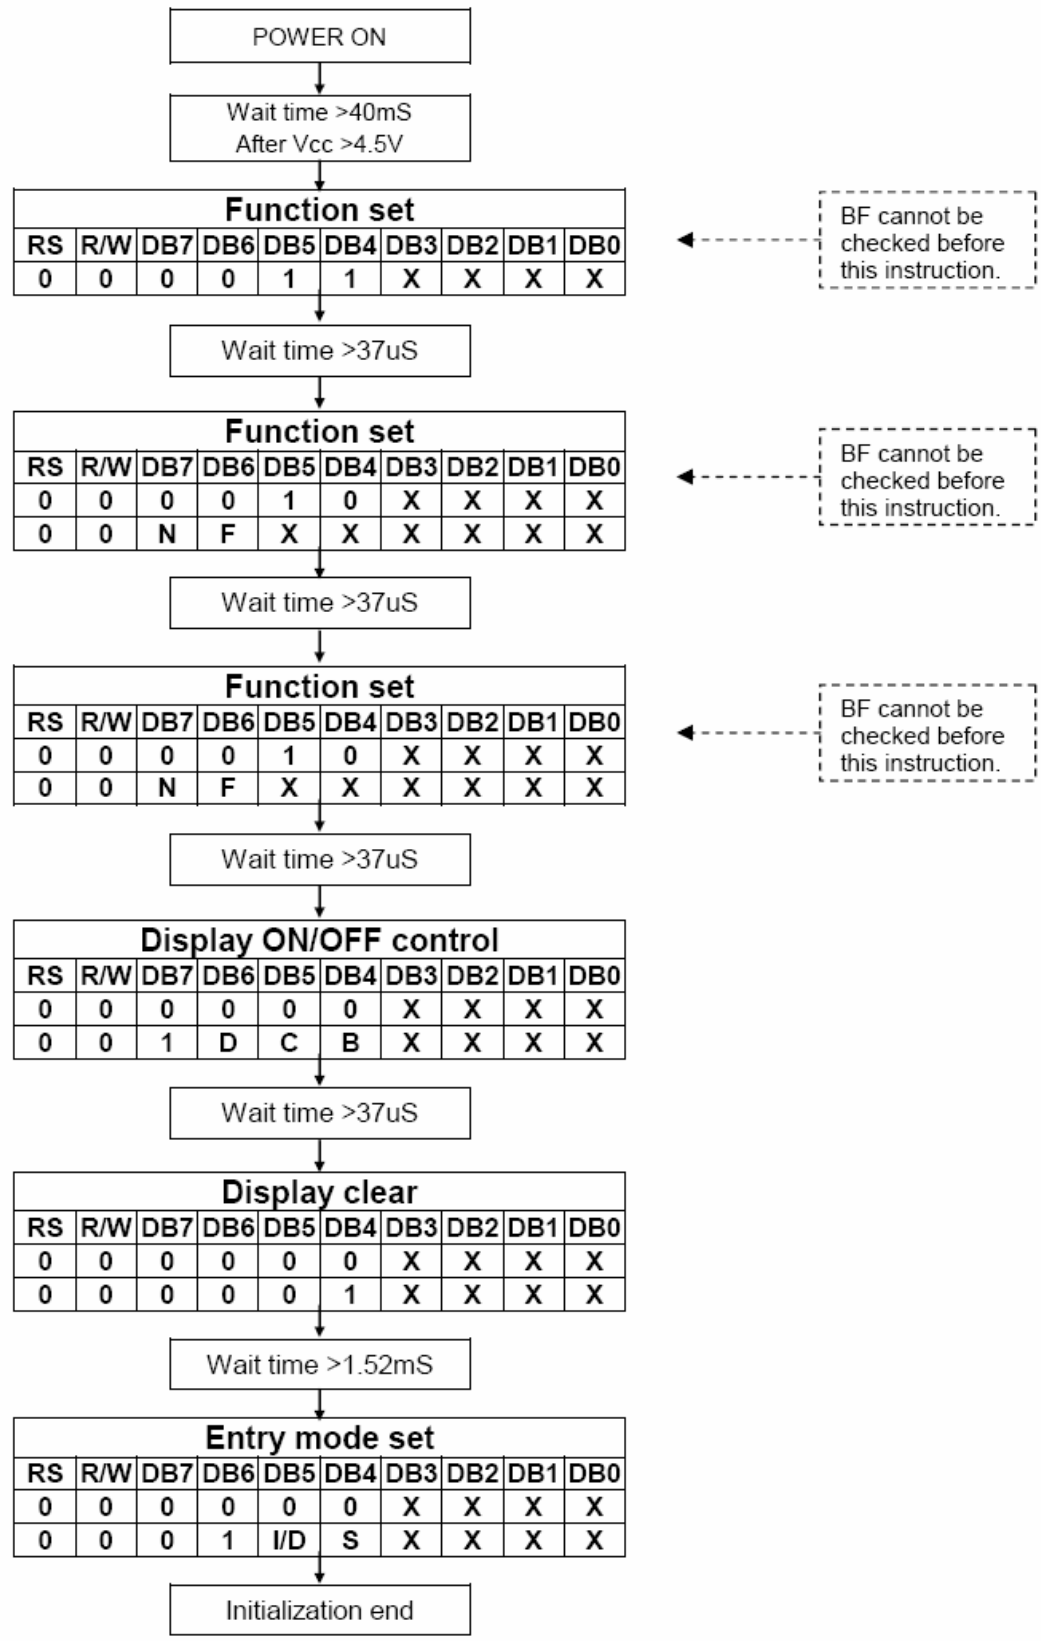 POWER ON
Wait time >40mS
After Vcc >4.5V
Function set
RS R/W DB7 DB6 DB5 DB4 DB3 DB2 DB1 DB0
0 0 0 0 1 1 X X X X
BF cannot be
checked before
this instruction.
Wait time >37uS
Function set
RS R/W DB7 DB6 DB5 DB4 DB3 DB2 DB1 DB0
0 0 0 0 1 0 X X X X
0 0 N F X X X X X X
BF cannot be
checked before
this instruction.
Wait time >37uS
Function set
RS R/W DB7 DB6 DB5 DB4 DB3 DB2 DB1 DB0
0 0 0 0 1 0 X X X X
0 0 N F X X X X X X
BF cannot be
checked before
this instruction.
Wait time >37uS
Display ON/OFF control
RS R/W DB7 DB6 DB5 DB4 DB3 DB2 DB1 DB0
0 0 0 0 0 0 X X X X
0 0 1 D C B X X X X
Wait time >37uS
Display clear
RS R/W DB7 DB6 DB5 DB4 DB3 DB2 DB1 DB0
0 0 0 0 0 0 X X X X
0 0 0 0 0 1 X X X X
Wait time >1.52mS
Entry mode set
RS R/W DB7 DB6 DB5 DB4 DB3 DB2 DB1 DB0
0 0 0 0 0 0 X X X X
0 0 0 1 I/D S X X X X
Initialization end